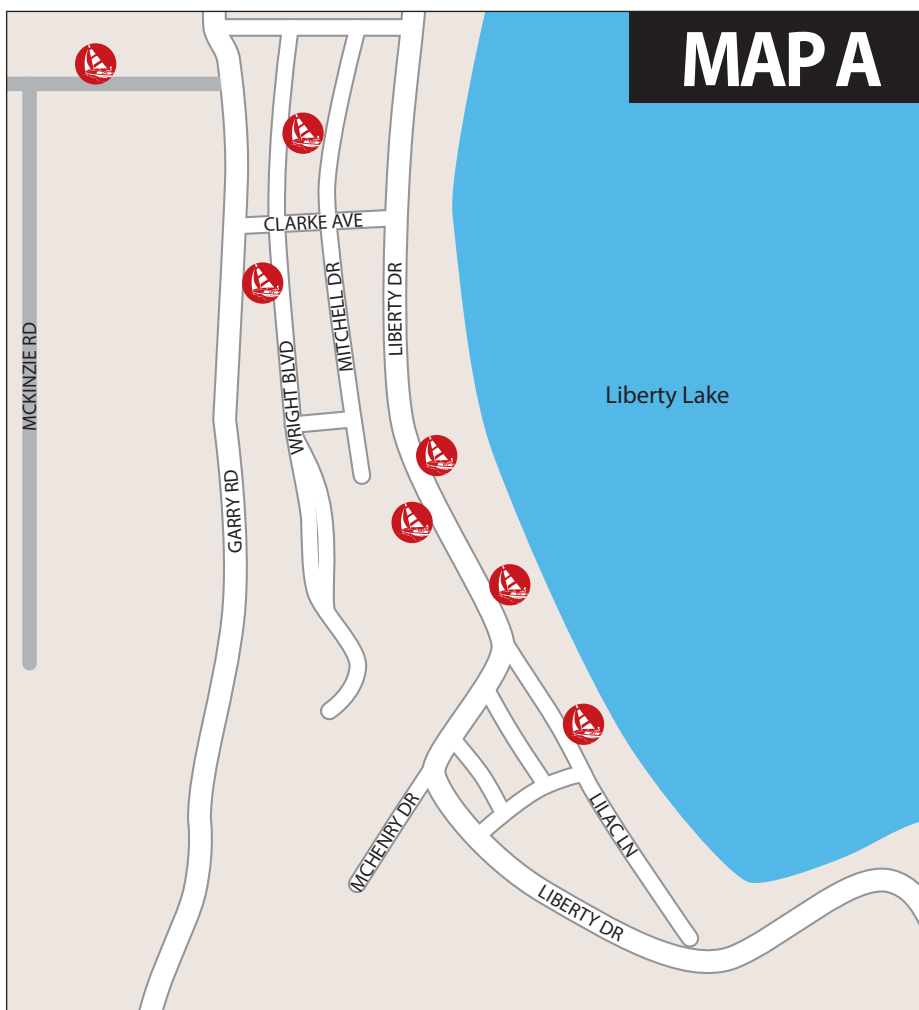 MAP A
CLARKE AVE
MITCHELL DR
LIBERTY DR
MCKINZIE RD
WRIGHT BLVD
Liberty Lake
GARRY RD
MCHENRY DR
LILAC LN
LIBERTY DR